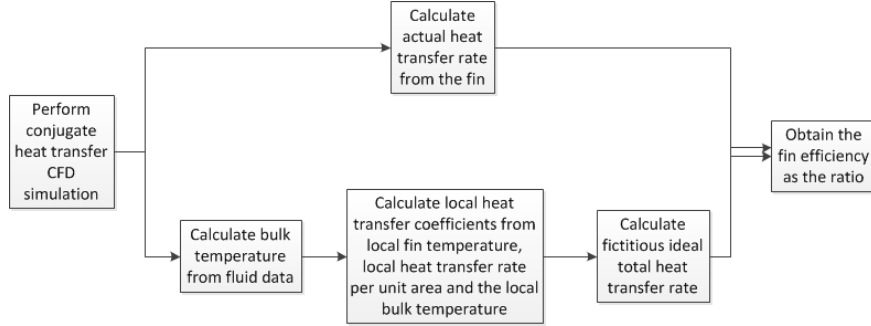 Calculate
actual heat
transfer rate
from the fin
Perform
conjugate
heat transfer
CFD
simulation
Obtain the
fin efficiency
as the ratio
Calculate bulk
temperature
from fluid data
Calculate local heat
transfer coefficients from
local fin temperature,
local heat transfer rate
per unit area and the local
bulk temperature
Calculate
fictitious ideal
total heat
transfer rate